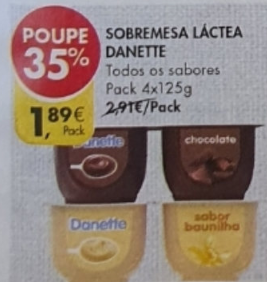 POUPE
35%
1,89€
Pack
SOBREMESA LÁCTEA
DANETTE
Todos os sabores
Pack 4x125g
2,91€/Pack
Danette
chocolate
Danette
sabor
baunilha